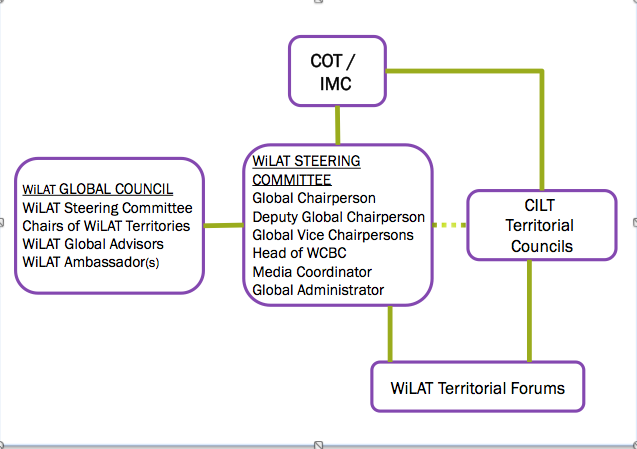 COT /
IMC
WiLAT GLOBAL COUNCIL
WiLAT Steering Committee
Chairs of WiLAT Territories
WiLAT Global Advisors
WiLAT Ambassador(s)
WiLAT STEERING
COMMITTEE
Global Chairperson
Deputy Global Chairperson
Global Vice Chairpersons
Head of WCBC
Media Coordinator
Global Administrator
CILT
Territorial
Councils
WiLAT Territorial Forums